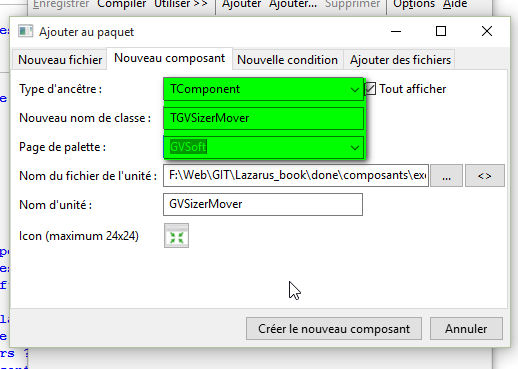 Enregistrer Compiler Utiliser >> Ajouter Ajouter... Supprimer Options Aide
Ajouter au paquet
Nouveau fichier Nouveau composant Nouvelle condition Ajouter des fichiers
Type d'ancêtre : TComponent Tout afficher
Nouveau nom de classe : TGVSizerMover
Page de palette : GVSoft
Nom du fichier de l'unité : F:\Web\GIT\Lazarus_book\done\composants\exe ... <>
Nom d'unité : GVSizerMover
Icon (maximum 24x24)
Créer le nouveau composant Annuler